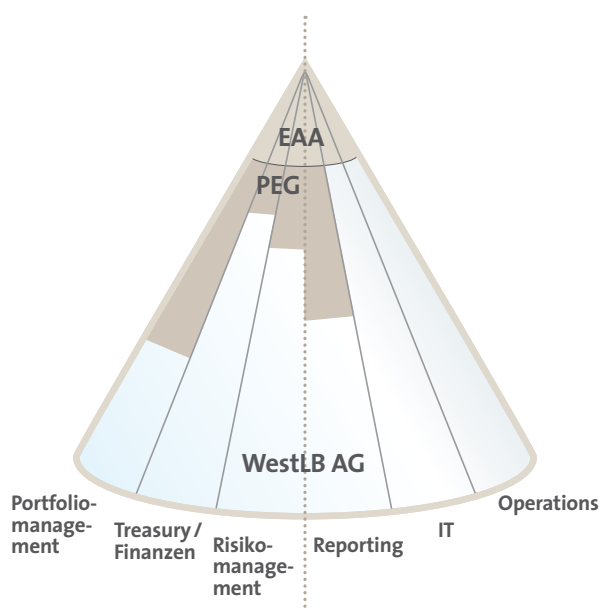 EAA
PEG
WestLB AG
Portfolio-
manage-
ment
Treasury/
Finanzen
Risiko-
manage-
ment
Reporting
IT
Operations